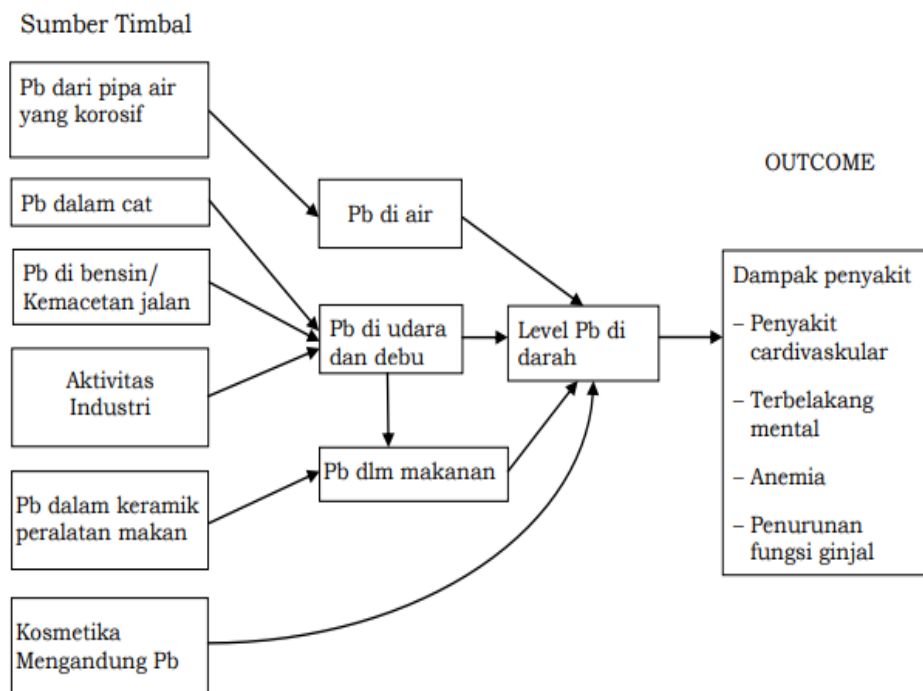 Sumber Timbal
Pb dari pipa air
yang korosif
Pb dalam cat
Pb di bensin/
Kemacetan jalan
Aktivitas
Industri
Pb dalam keramik
peralatan makan
Kosmetika
Mengandung Pb
Pb di air
Pb di udara
dan debu
Pb dlm makanan
Level Pb di
darah
OUTCOME
Dampak penyakit
– Penyakit
cardivaskular
– Terbelakang
mental
– Anemia
– Penurunan
fungsi ginjal